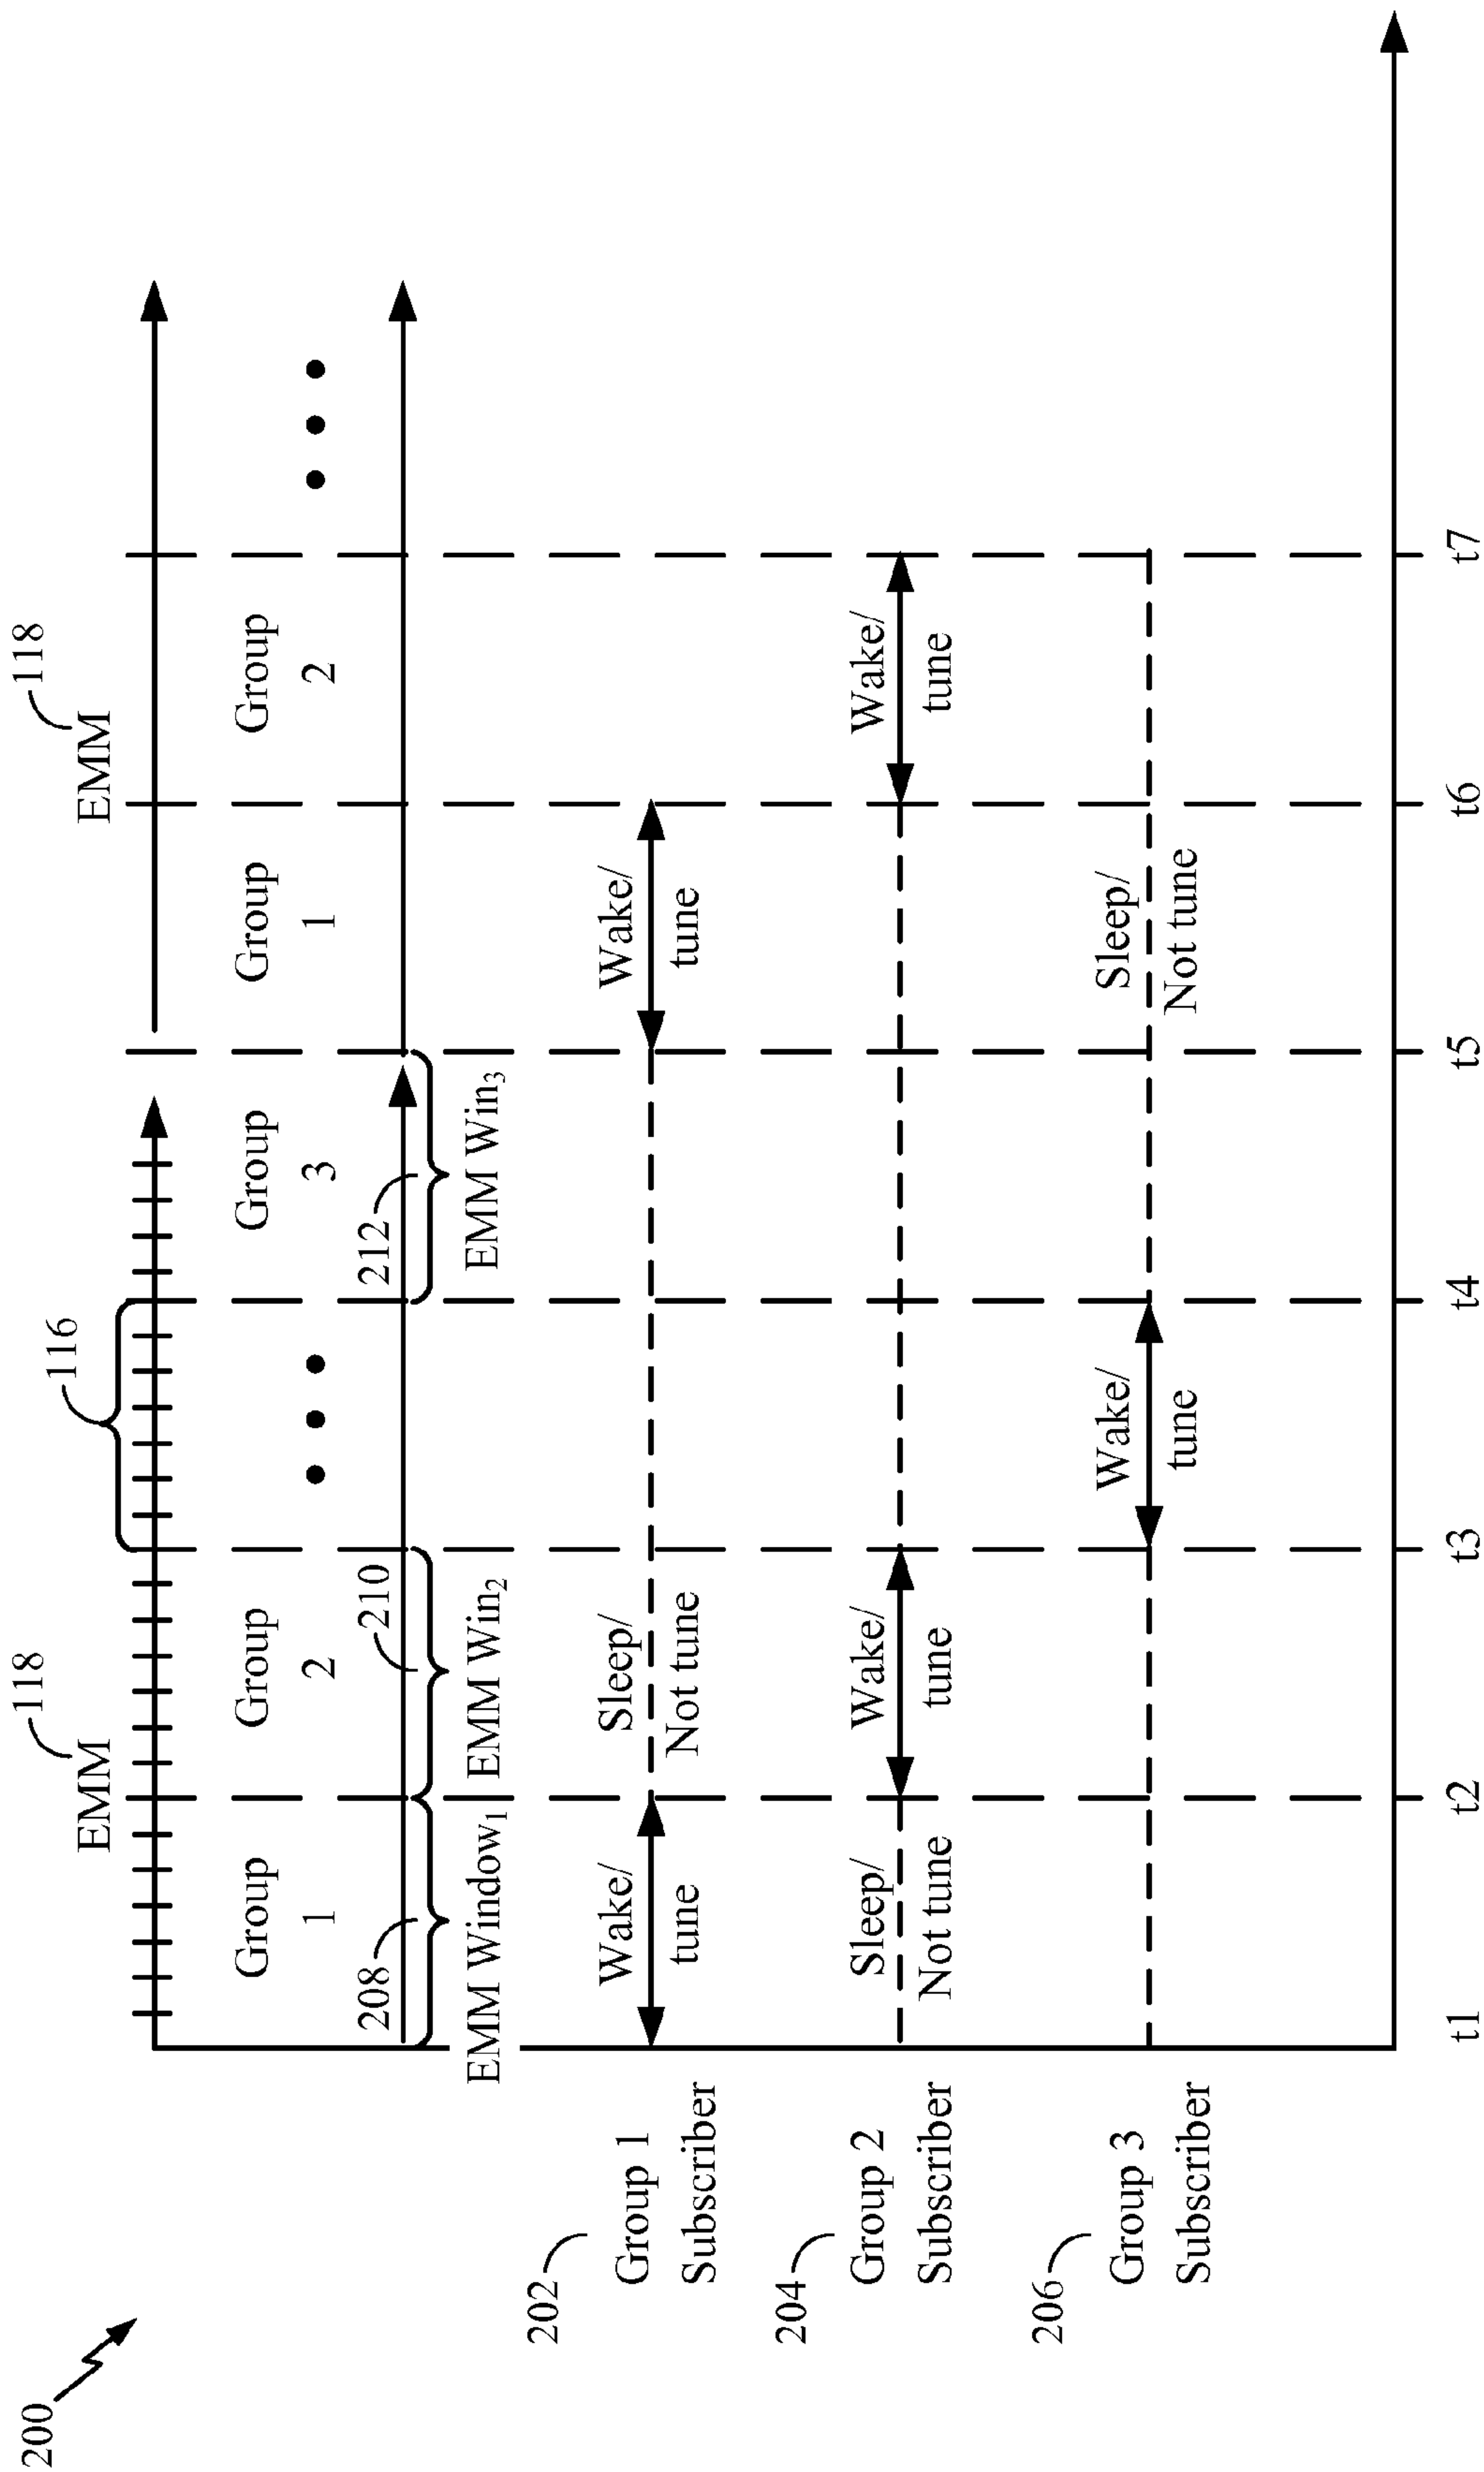 200
EMM
118
116
EMM
118
Group
1
Group
2
• • •
Group
3
Group
1
Group
2
• • •
208
210
212
EMM Window₁
EMM Win₂
EMM Win₃
202
Group 1
Subscriber
Wake/
tune
Sleep/
Not tune
Wake/
tune
204
Group 2
Subscriber
Sleep/
Not tune
Wake/
tune
Wake/
tune
206
Group 3
Subscriber
Wake/
tune
Sleep/
Not tune
t1
t2
t3
t4
t5
t6
t7